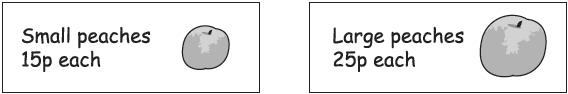 Small peaches
15p each
Large peaches
25p each